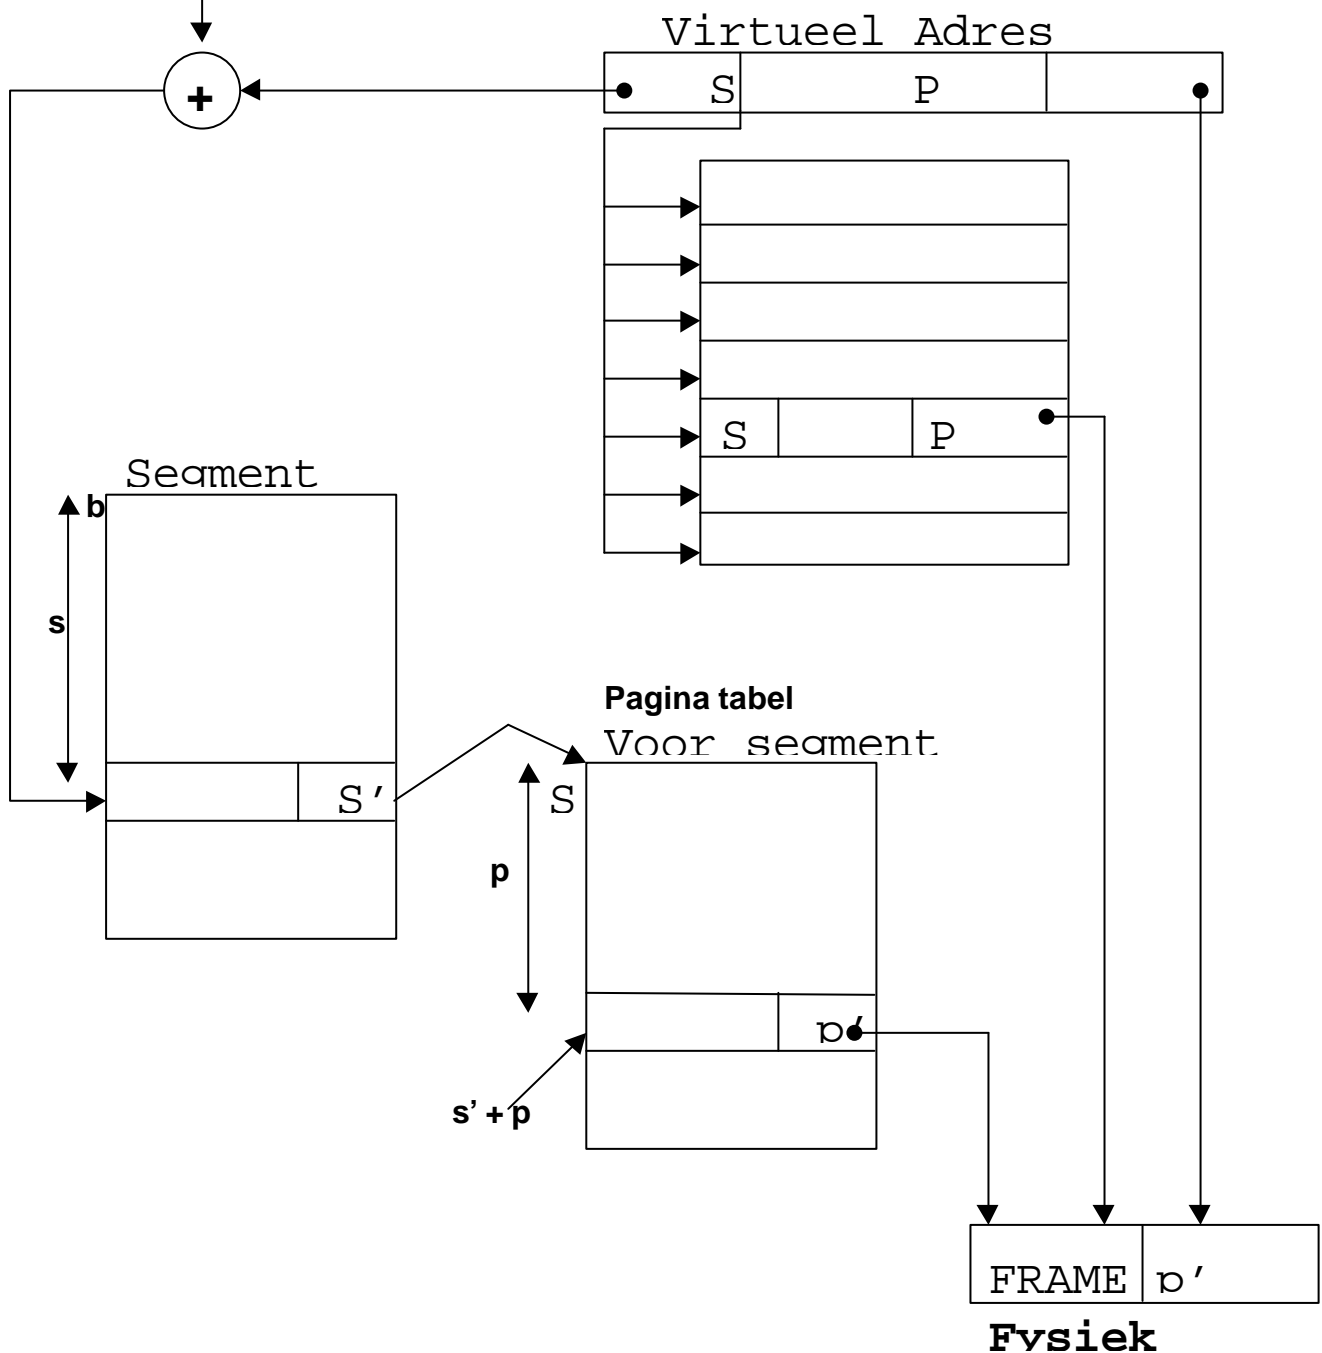 Virtueel Adres
+
S P
S P
Segment
b
s
Pagina tabel
Voor segment
S'
S
p
p'
s' + p
FRAME p'
Fysiek